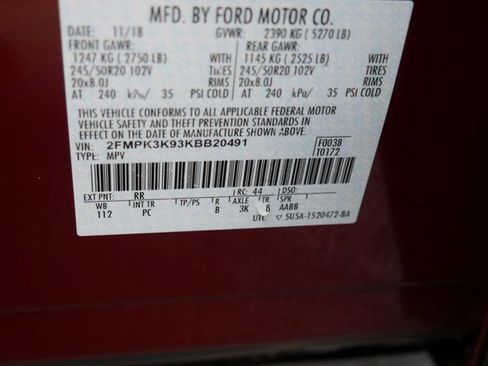 MFD. BY FORD MOTOR CO.
DATE: 11/18 GVWR: 2390 KG ( 5270 LB)
FRONT GAWR: REAR GAWR:
1247 KG ( 2750 LB) WITH 1145 KG ( 2525 LB) WITH
245/50R20 102V TIRES 245/50R20 102V TIRES
20x8.0J RIMS 20x8.0J RIMS
AT 240 kPa/ 35 PSI COLD AT 240 kPa/ 35 PSI COLD
THIS VEHICLE CONFORMS TO ALL APPLICABLE FEDERAL MOTOR
VEHICLE SAFETY AND THEFT PREVENTION STANDARDS IN
EFFECT ON THE DATE OF MANUFACTURE SHOWN ABOVE.
VIN: 2FMPK3K93KBB20491 F0038
TYPE: MPV T0172
EXT PNT: RR RC: 44 DSO:
WB INT TR TP/PS R AXLE TR SPR
112 PC B 3K 8 AABB
UTC ▽ 5U5A-1520472-BA